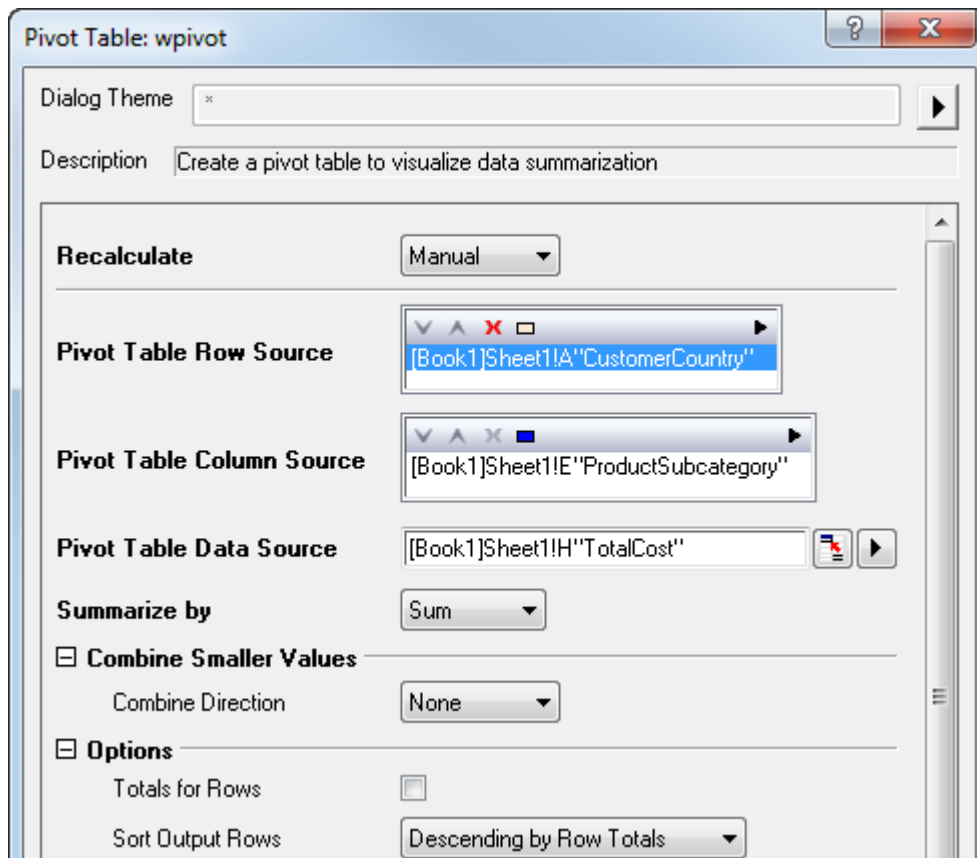 Pivot Table: wpivot
Dialog Theme *
Description Create a pivot table to visualize data summarization
Recalculate Manual
Pivot Table Row Source [Book1]Sheet1!A"CustomerCountry"
Pivot Table Column Source [Book1]Sheet1!E"ProductSubcategory"
Pivot Table Data Source [Book1]Sheet1!H"TotalCost"
Summarize by Sum
Combine Smaller Values
Combine Direction None
Options
Totals for Rows
Sort Output Rows Descending by Row Totals